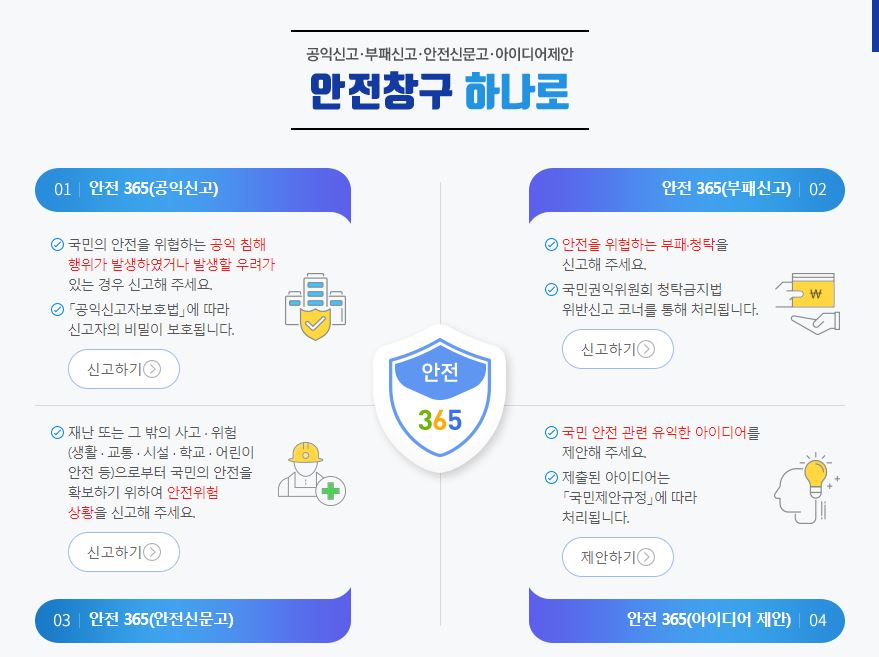 공익신고·부패신고·안전신문고·아이디어제안
안전창구 하나로
01 안전 365(공익신고)
국민의 안전을 위협하는 공익 침해
행위가 발생하였거나 발생할 우려가
있는 경우 신고해 주세요.
「공익신고자보호법」에 따라
신고자의 비밀이 보호됩니다.
신고하기
안전 365(부패신고) 02
안전을 위협하는 부패·청탁을
신고해 주세요.
국민권익위원회 청탁금지법
위반신고 코너를 통해 처리됩니다.
₩
신고하기
안전
365
재난 또는 그 밖의 사고 · 위험
(생활 · 교통 · 시설 · 학교 · 어린이
안전 등)으로부터 국민의 안전을
확보하기 위하여 안전위험
상황을 신고해 주세요.
신고하기
03 안전 365(안전신문고)
국민 안전 관련 유익한 아이디어를
제안해 주세요.
제출된 아이디어는
「국민제안규정」에 따라
처리됩니다.
제안하기
안전 365(아이디어 제안) 04